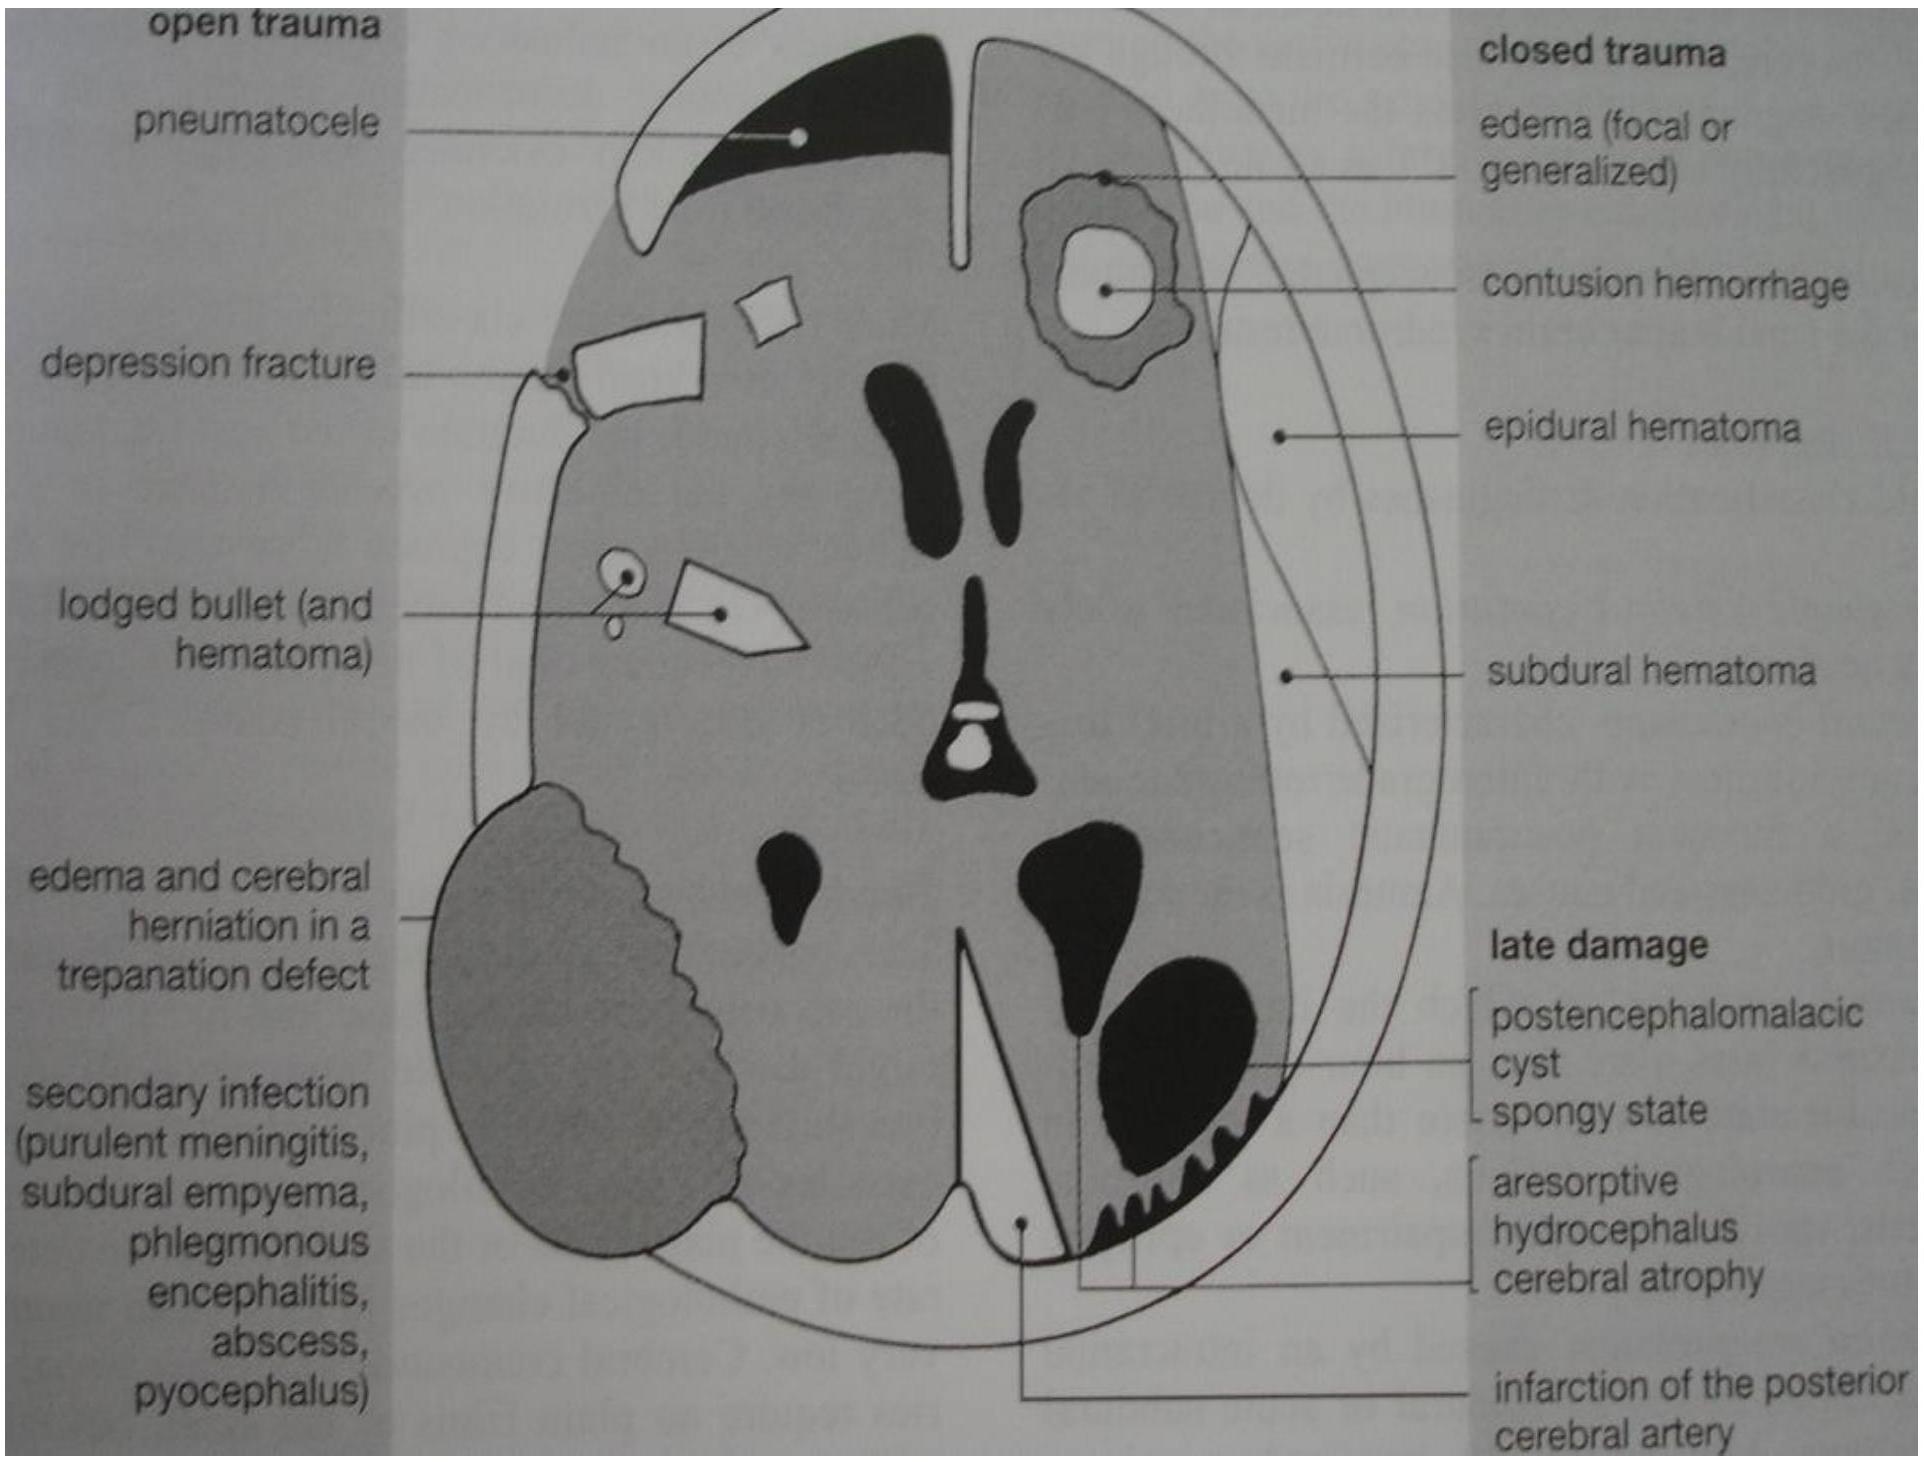 open trauma
pneumatocele
depression fracture
lodged bullet (and
hematoma)
edema and cerebral
herniation in a
trepanation defect
secondary infection
(purulent meningitis,
subdural empyema,
phlegmonous
encephalitis,
abscess,
pyocephalus)
closed trauma
edema (focal or
generalized)
contusion hemorrhage
epidural hematoma
subdural hematoma
late damage
postencephalomalacic
cyst
spongy state
aresorptive
hydrocephalus
cerebral atrophy
infarction of the posterior
cerebral artery